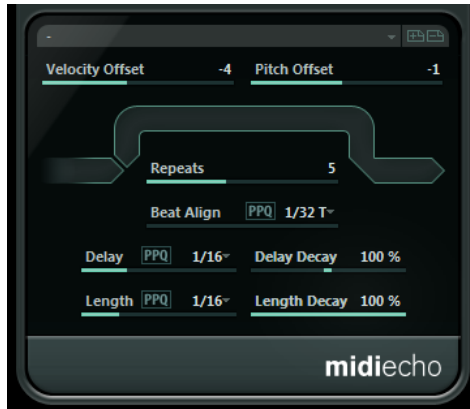 -
Velocity Offset -4 Pitch Offset -1
Repeats 5
Beat Align PPQ 1/32 T
Delay PPQ 1/16 Delay Decay 100 %
Length PPQ 1/16 Length Decay 100 %
midiecho